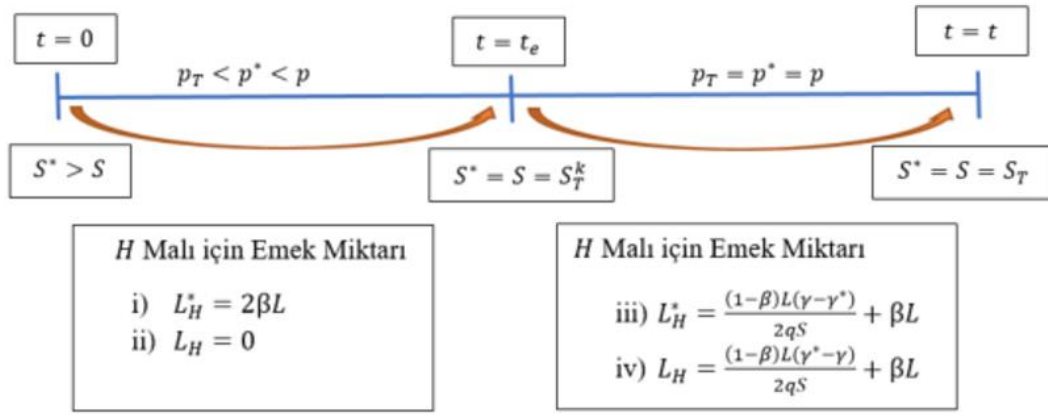 t = 0
t = t_e
t = t
p_T < p* < p
p_T = p* = p
S* > S
S* = S = S_T^k
S* = S = S_T
H Malı için Emek Miktarı
i) L_H^* = 2βL
ii) L_H = 0
H Malı için Emek Miktarı
iii) L_H^* = \frac{(1−β)L(γ−γ*)}{2qS} + βL
iv) L_H = \frac{(1−β)L(γ*−γ)}{2qS} + βL